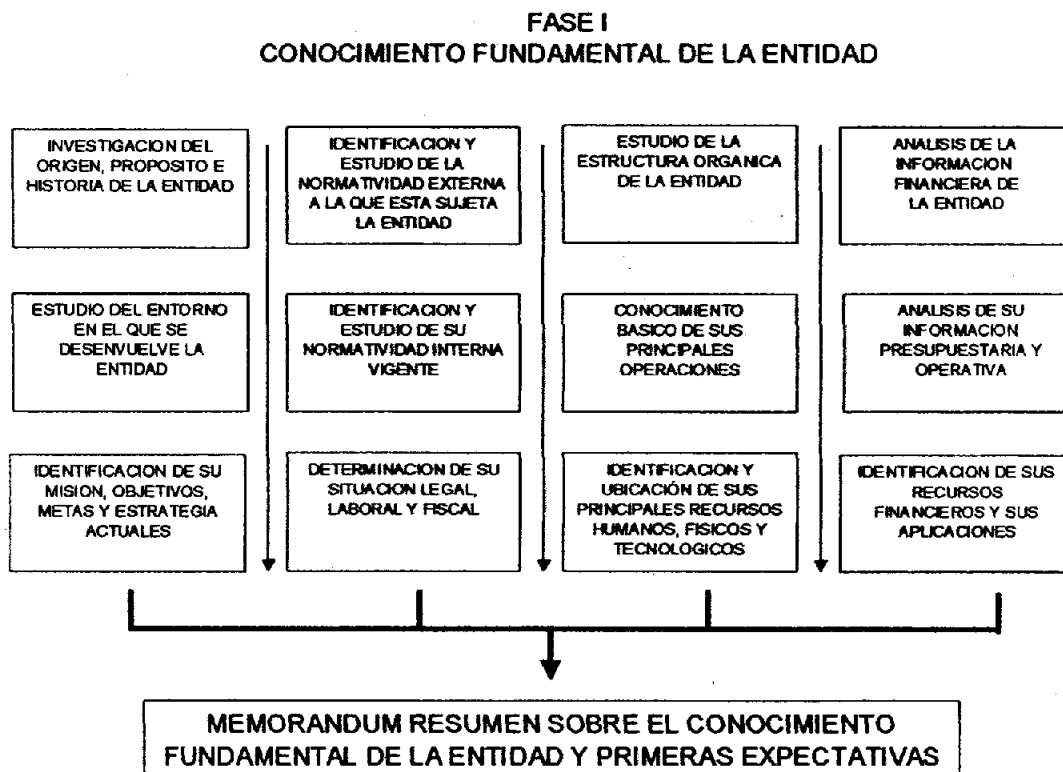 FASE I
CONOCIMIENTO FUNDAMENTAL DE LA ENTIDAD
INVESTIGACION DEL
ORIGEN, PROPOSITO E
HISTORIA DE LA ENTIDAD
IDENTIFICACION Y
ESTUDIO DE LA
NORMATIVIDAD EXTERNA
A LA QUE ESTA SUJETA
LA ENTIDAD
ESTUDIO DE LA
ESTRUCTURA ORGANICA
DE LA ENTIDAD
ANALISIS DE LA
INFORMACION
FINANCIERA DE
LA ENTIDAD
ESTUDIO DEL ENTORNO
EN EL QUE SE
DESENVUELVE LA
ENTIDAD
IDENTIFICACION Y
ESTUDIO DE SU
NORMATIVIDAD INTERNA
VIGENTE
CONOCIMIENTO
BASICO DE SUS
PRINCIPALES
OPERACIONES
ANALISIS DE SU
INFORMACION
PRESUPUESTARIA Y
OPERATIVA
IDENTIFICACION DE SU
MISION, OBJETIVOS,
METAS Y ESTRATEGIA
ACTUALES
DETERMINACION DE SU
SITUACION LEGAL,
LABORAL Y FISCAL
IDENTIFICACION Y
UBICACIÓN DE SUS
PRINCIPALES RECURSOS
HUMANOS, FISICOS Y
TECNOLOGICOS
IDENTIFICACION DE SUS
RECURSOS
FINANCIEROS Y SUS
APLICACIONES
MEMORANDUM RESUMEN SOBRE EL CONOCIMIENTO
FUNDAMENTAL DE LA ENTIDAD Y PRIMERAS EXPECTATIVAS